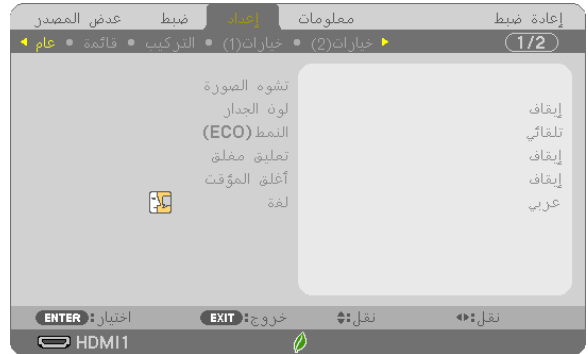 عدض المصدر ضبط إعداد معلومات إعادة ضبط
◀ عام ● قائمة ● التركيب ● خيارات(1) ● خيارات(2) ▶ 1/2
تشوه الصورة
لون الجدار إيقاف
النمط (ECO) تلقائي
تعليق مغلق إيقاف
أغلق المؤقت إيقاف
لغة عربي
ENTER: اختيار EXIT: خروج نقل: نقل:
HDMI1